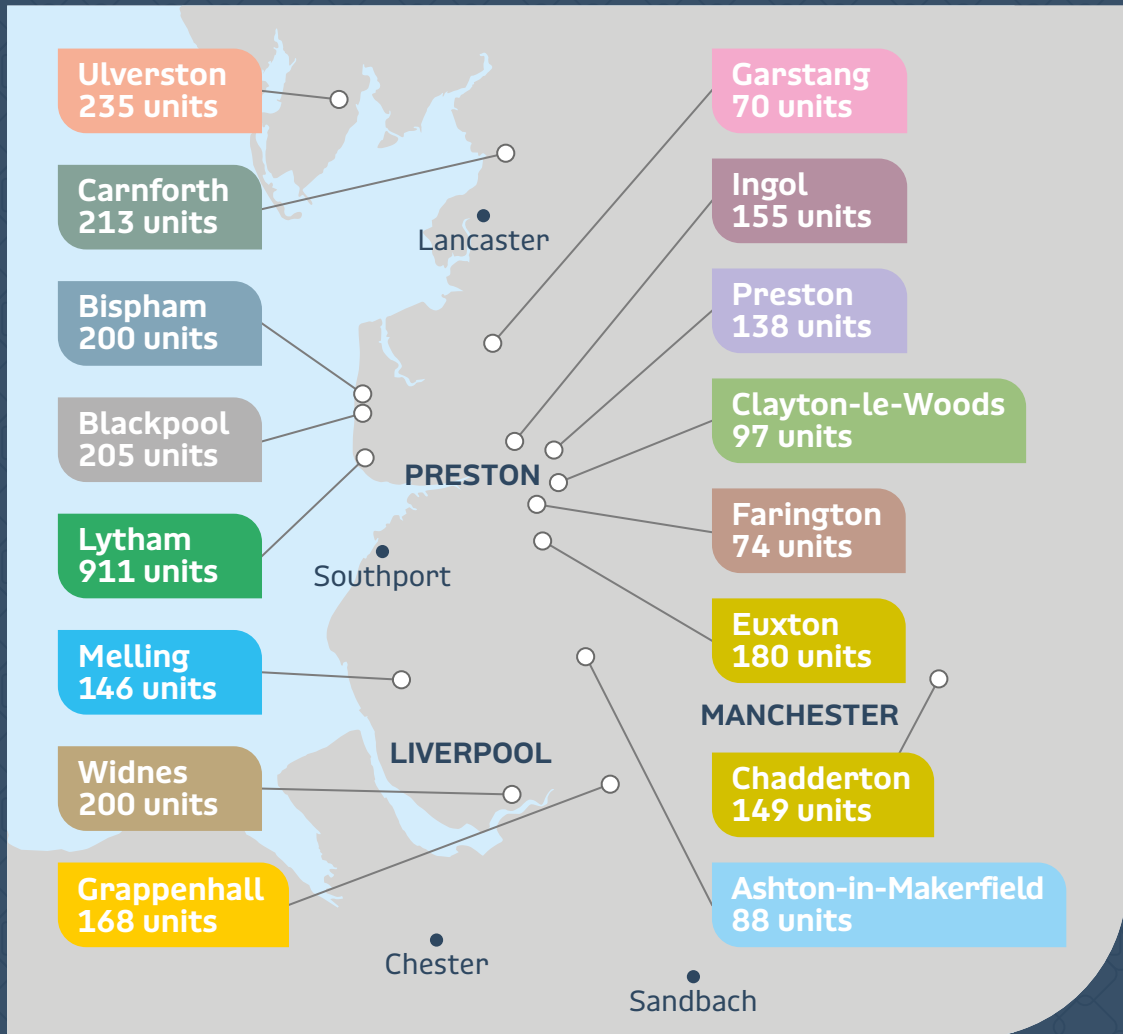 Ulverston
235 units
Carnforth
213 units
Bispham
200 units
Blackpool
205 units
Lytham
911 units
Melling
146 units
Widnes
200 units
Grappenhall
168 units
Lancaster
PRESTON
Southport
LIVERPOOL
MANCHESTER
Chester
Sandbach
Garstang
70 units
Ingol
155 units
Preston
138 units
Clayton-le-Woods
97 units
Farington
74 units
Euxton
180 units
Chadderton
149 units
Ashton-in-Makerfield
88 units